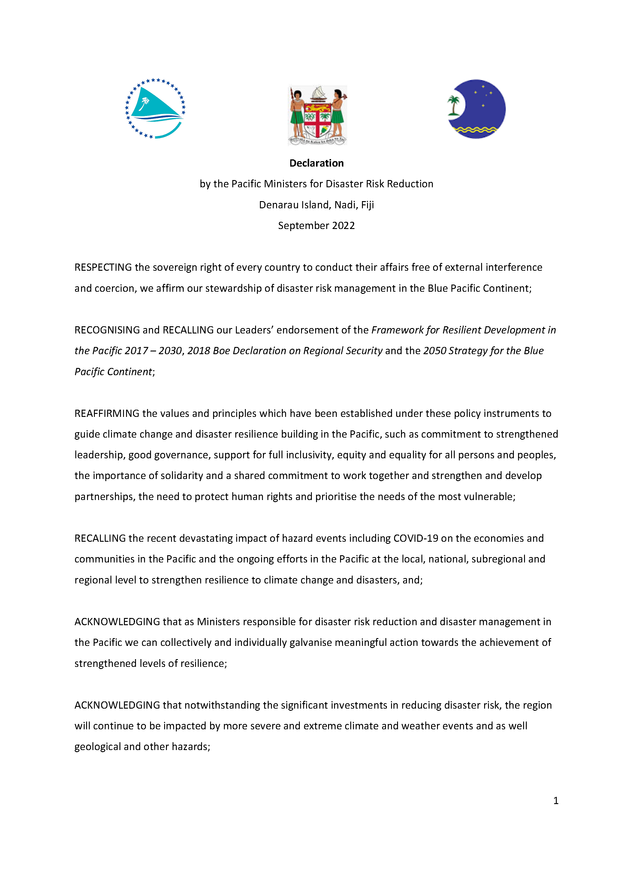 Declaration
by the Pacific Ministers for Disaster Risk Reduction
Denarau Island, Nadi, Fiji
September 2022
RESPECTING the sovereign right of every country to conduct their affairs free of external interference
and coercion, we affirm our stewardship of disaster risk management in the Blue Pacific Continent;
RECOGNISING and RECALLING our Leaders’ endorsement of the Framework for Resilient Development in
the Pacific 2017 – 2030, 2018 Boe Declaration on Regional Security and the 2050 Strategy for the Blue
Pacific Continent;
REAFFIRMING the values and principles which have been established under these policy instruments to
guide climate change and disaster resilience building in the Pacific, such as commitment to strengthened
leadership, good governance, support for full inclusivity, equity and equality for all persons and peoples,
the importance of solidarity and a shared commitment to work together and strengthen and develop
partnerships, the need to protect human rights and prioritise the needs of the most vulnerable;
RECALLING the recent devastating impact of hazard events including COVID-19 on the economies and
communities in the Pacific and the ongoing efforts in the Pacific at the local, national, subregional and
regional level to strengthen resilience to climate change and disasters, and;
ACKNOWLEDGING that as Ministers responsible for disaster risk reduction and disaster management in
the Pacific we can collectively and individually galvanise meaningful action towards the achievement of
strengthened levels of resilience;
ACKNOWLEDGING that notwithstanding the significant investments in reducing disaster risk, the region
will continue to be impacted by more severe and extreme climate and weather events and as well
geological and other hazards;
1